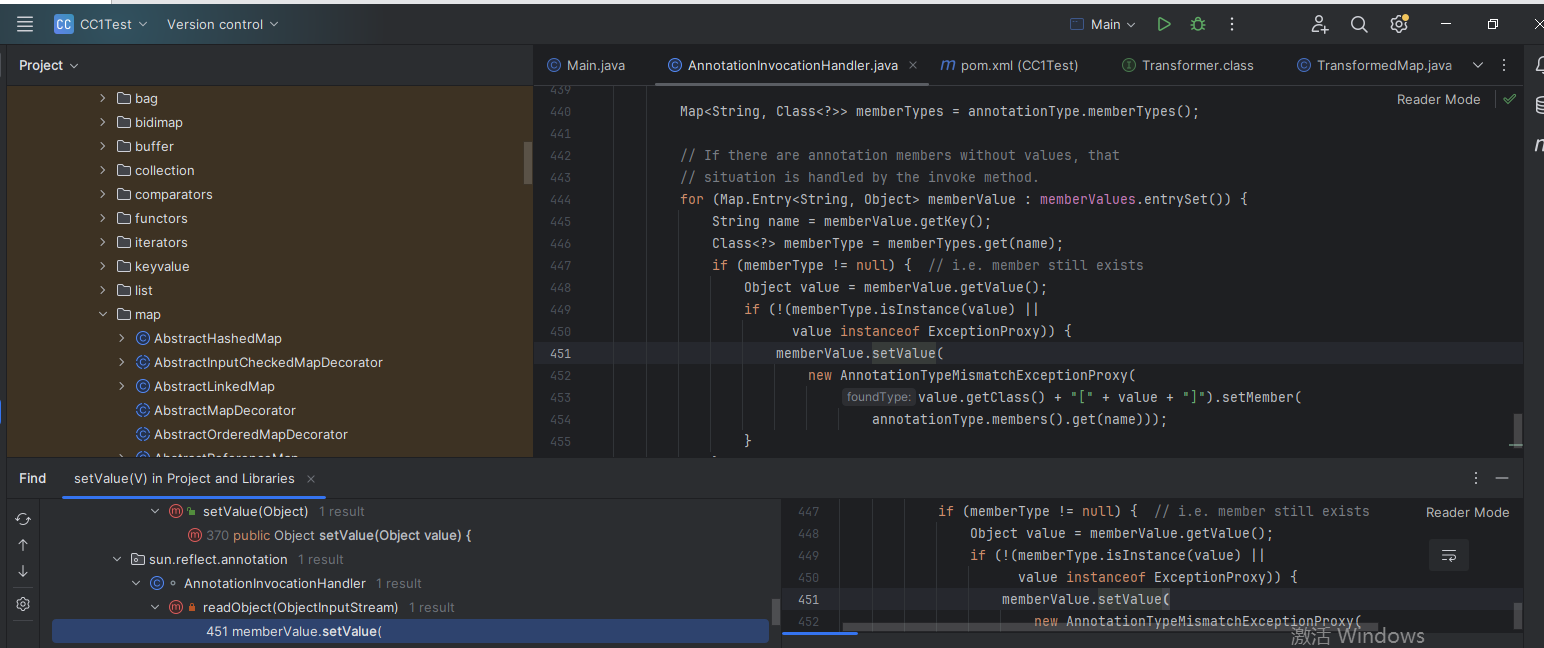 CC CC1Test Version control Main
Project
Main.java AnnotationInvocationHandler.java pom.xml (CC1Test) Transformer.class TransformedMap.java
Reader Mode
bag
bidimap
buffer
collection
comparators
functors
iterators
keyvalue
list
map
AbstractHashedMap
AbstractInputCheckedMapDecorator
AbstractLinkedMap
AbstractMapDecorator
AbstractOrderedMapDecorator
AbstractReferenceMap
439
440 Map<String, Class<?>> memberTypes = annotationType.memberTypes();
441
442 // If there are annotation members without values, that
443 // situation is handled by the invoke method.
444 for (Map.Entry<String, Object> memberValue : memberValues.entrySet()) {
445 String name = memberValue.getKey();
446 Class<?> memberType = memberTypes.get(name);
447 if (memberType != null) { // i.e. member still exists
448 Object value = memberValue.getValue();
449 if (!(memberType.isInstance(value) ||
450 value instanceof ExceptionProxy)) {
451 memberValue.setValue(
452 new AnnotationTypeMismatchExceptionProxy(
453 foundType: value.getClass() + "[" + value + "]").setMember(
454 annotationType.members().get(name)));
455 }
Find setValue(V) in Project and Libraries
setValue(Object) 1 result
370 public Object setValue(Object value) {
sun.reflect.annotation 1 result
AnnotationInvocationHandler 1 result
readObject(ObjectInputStream) 1 result
451 memberValue.setValue(
Reader Mode
447 if (memberType != null) { // i.e. member still exists
448 Object value = memberValue.getValue();
449 if (!(memberType.isInstance(value) ||
450 value instanceof ExceptionProxy)) {
451 memberValue.setValue(
452 new AnnotationTypeMismatchExceptionProxy(
激活 Windows